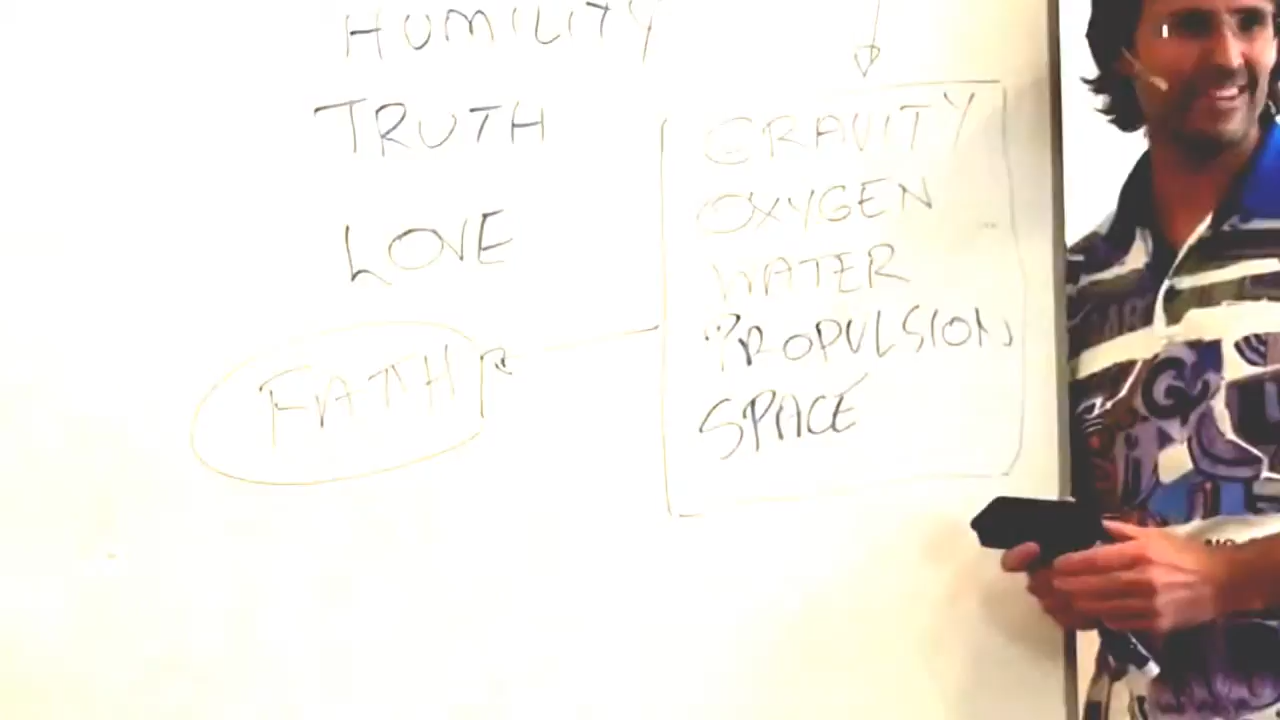 HUMILITY
TRUTH
LOVE
FAITH
GRAVITY
OXYGEN
WATER
PROPULSION
SPACE